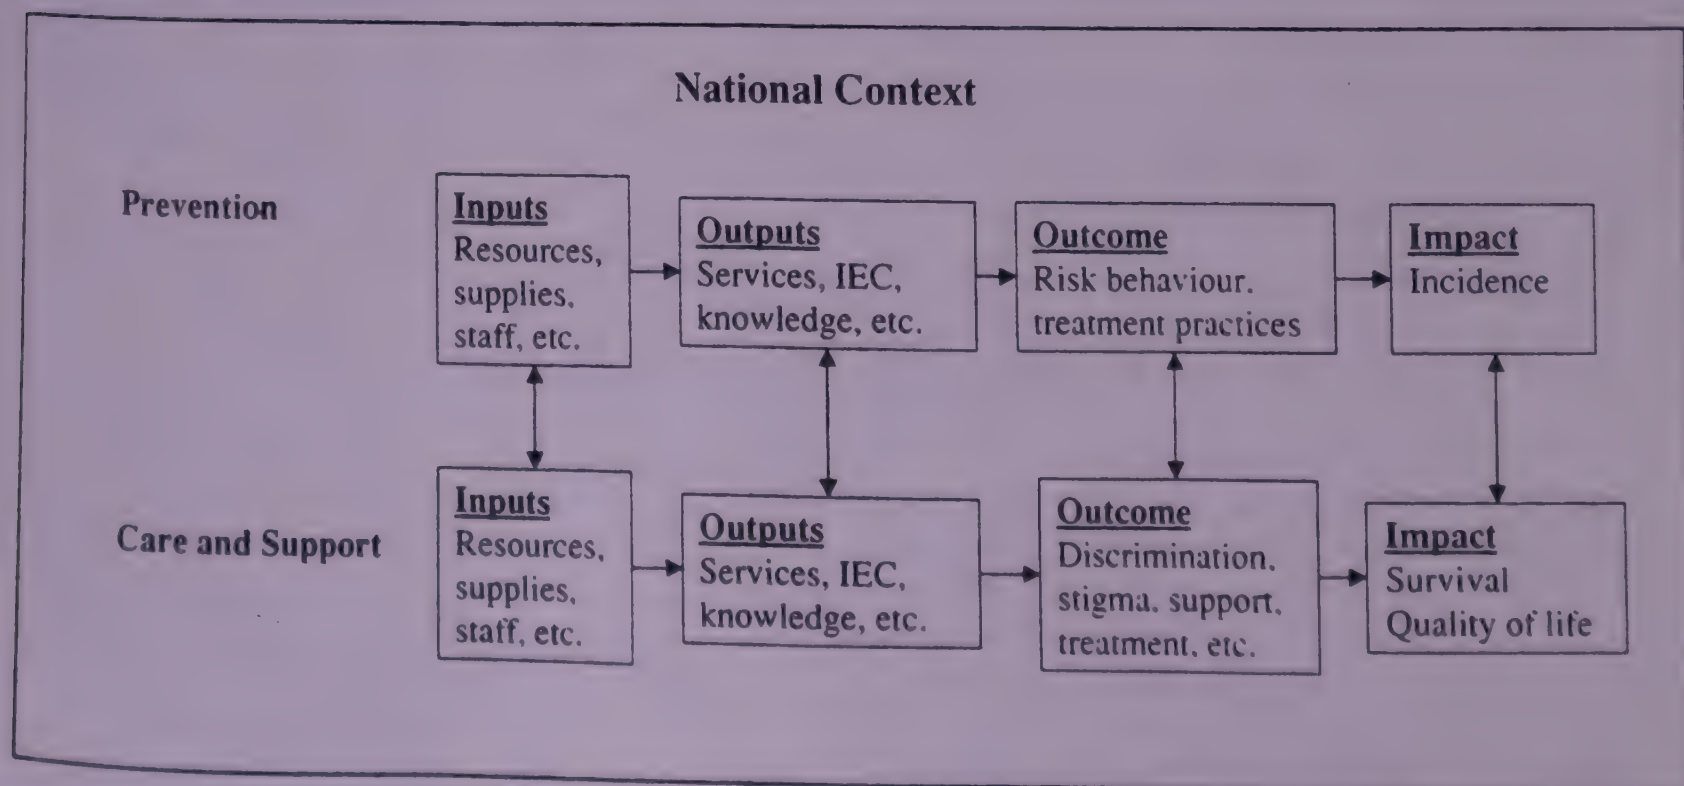 National Context
Prevention
Inputs
Resources,
supplies,
staff, etc.
Outputs
Services, IEC,
knowledge, etc.
Outcome
Risk behaviour.
treatment practices
Impact
Incidence
Care and Support
Inputs
Resources,
supplies,
staff, etc.
Outputs
Services, IEC,
knowledge, etc.
Outcome
Discrimination.
stigma. support.
treatment. etc.
Impact
Survival
Quality of life